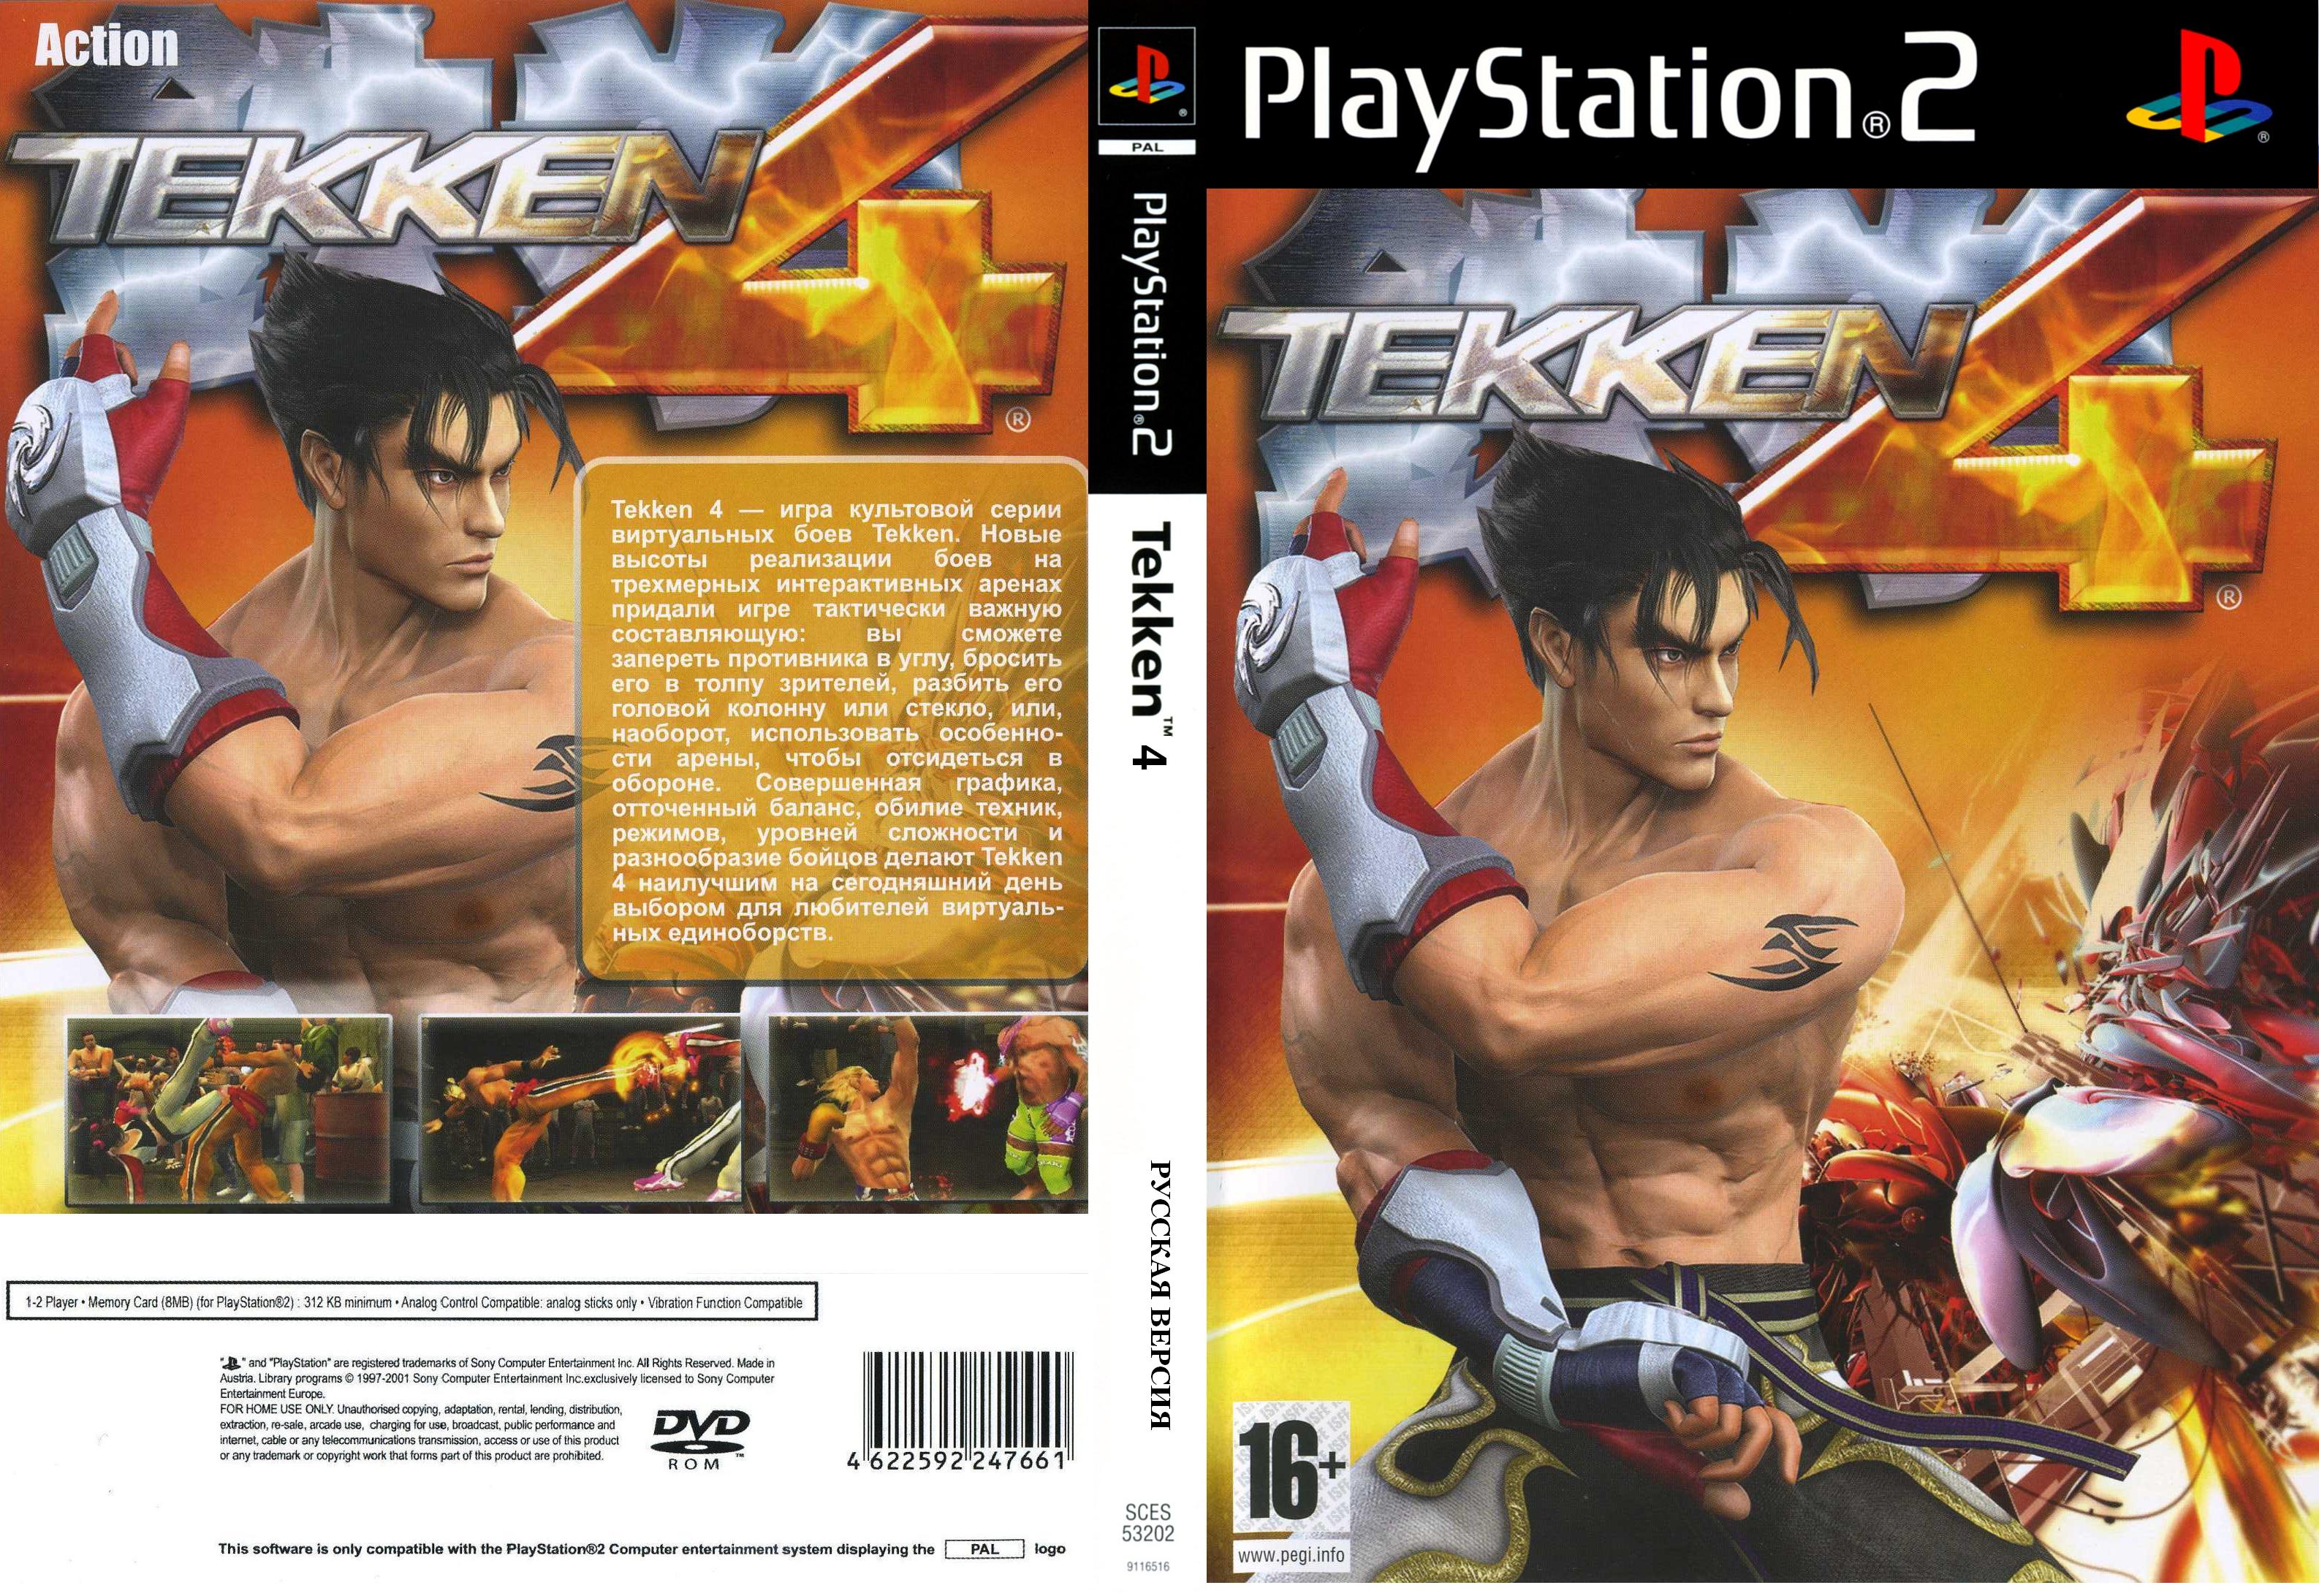 Action
TEKKEN 4
®
Tekken 4 — игра культовой серии
виртуальных боев Tekken. Новые
высоты реализации боев на
трехмерных интерактивных аренах
придали игре тактически важную
составляющую: вы сможете
запереть противника в углу, бросить
его в толпу зрителей, разбить его
головой колонну или стекло, или,
наоборот, использовать особенно-
сти арены, чтобы отсидеться в
обороне. Совершенная графика,
отточенный баланс, обилие техник,
режимов, уровней сложности и
разнообразие бойцов делают Tekken
4 наилучшим на сегодняшний день
выбором для любителей виртуаль-
ных единоборств.
1-2 Player • Memory Card (8MB) (for PlayStation®2) : 312 KB minimum • Analog Control Compatible: analog sticks only • Vibration Function Compatible
" " and "PlayStation" are registered trademarks of Sony Computer Entertainment Inc. All Rights Reserved. Made in
Austria. Library programs © 1997-2001 Sony Computer Entertainment Inc.exclusively licensed to Sony Computer
Entertainment Europe.
FOR HOME USE ONLY. Unauthorised copying, adaptation, rental, lending, distribution,
extraction, re-sale, arcade use, charging for use, broadcast, public performance and
internet, cable or any telecommunications transmission, access or use of this product
or any trademark or copyright work that forms part of this product are prohibited.
DVD
ROM ™
4 622592 247661
This software is only compatible with the PlayStation®2 Computer entertainment system displaying the PAL logo
®
PAL
PlayStation®2
Tekken™ 4
РУССКАЯ ВЕРСИЯ
SCES
53202
9116516
PlayStation®2
®
TEKKEN 4
®
16+
www.pegi.info